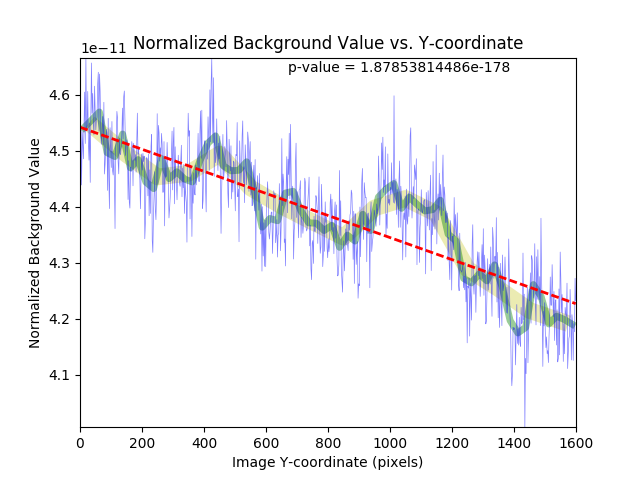 Normalized Background Value vs. Y-coordinate
1e−11
p-value = 1.87853814486e-178
4.6
4.5
4.4
4.3
4.2
4.1
Normalized Background Value
0 200 400 600 800 1000 1200 1400 1600
Image Y-coordinate (pixels)